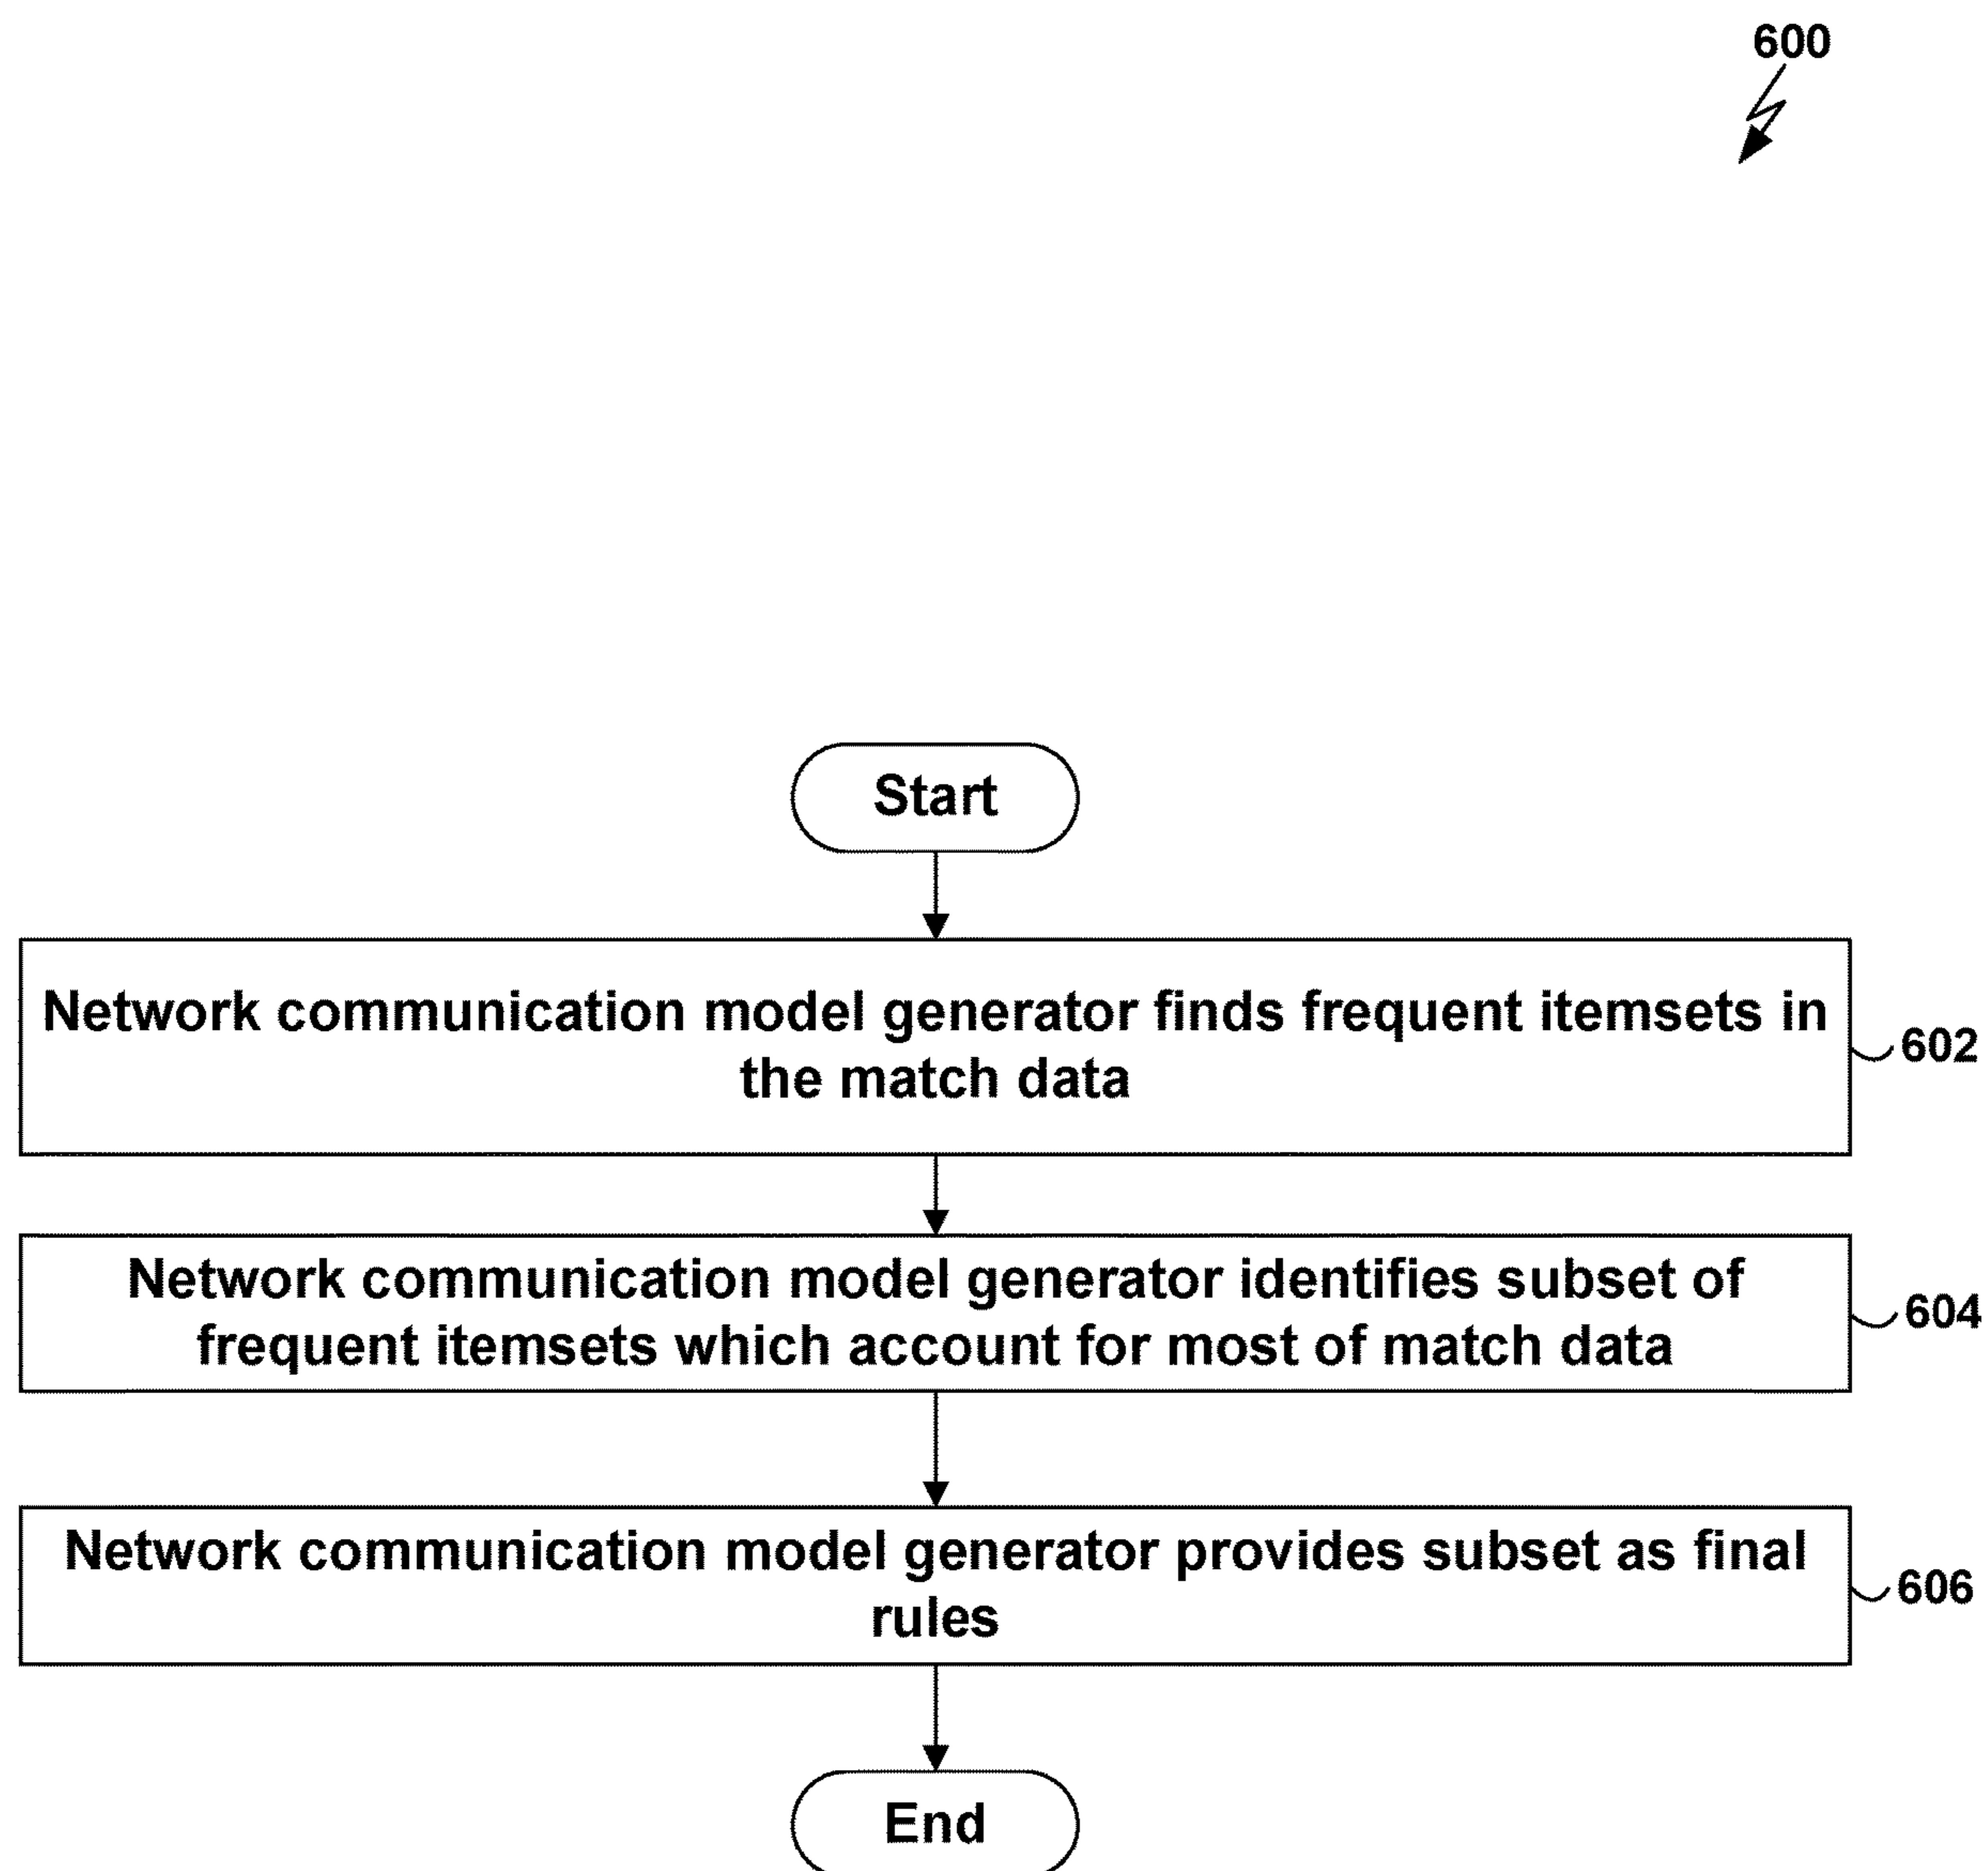 600
Start
Network communication model generator finds frequent itemsets in
the match data
602
Network communication model generator identifies subset of
frequent itemsets which account for most of match data
604
Network communication model generator provides subset as final
rules
606
End